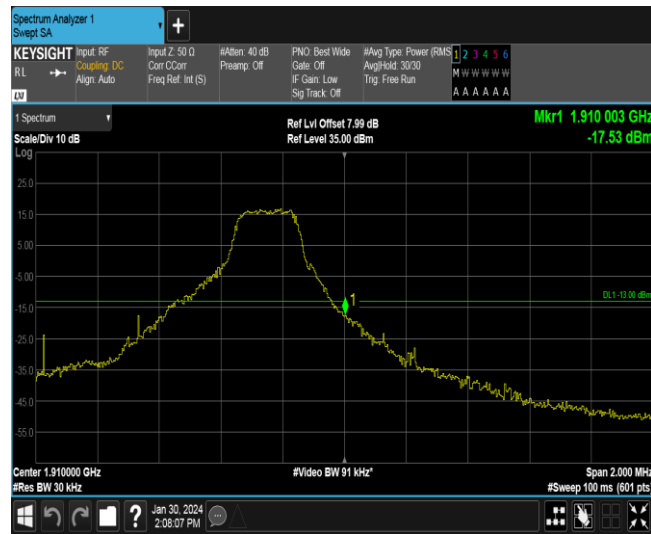 Spectrum Analyzer 1
Swept SA
+
KEYSIGHT
RL
LXI
Input: RF
Coupling: DC
Align: Auto
Input Z: 50 Ω
Corr CCorr
Freq Ref: Int (S)
#Atten: 40 dB
Preamp: Off
PNO: Best Wide
Gate: Off
IF Gain: Low
Sig Track: Off
#Avg Type: Power (RMS
Avg|Hold: 30/30
Trig: Free Run
1 2 3 4 5 6
M W W W W W
A A A A A A
1 Spectrum
Scale/Div 10 dB
Log
Ref Lvl Offset 7.99 dB
Ref Level 35.00 dBm
Mkr1 1.910 003 GHz
-17.53 dBm
25.0
15.0
5.00
-5.00
-15.0
-25.0
-35.0
-45.0
-55.0
1
DL1 -13.00 dBm
Center 1.910000 GHz
#Res BW 30 kHz
#Video BW 91 kHz*
Span 2.000 MHz
#Sweep 100 ms (601 pts)
?
Jan 30, 2024
2:08:07 PM